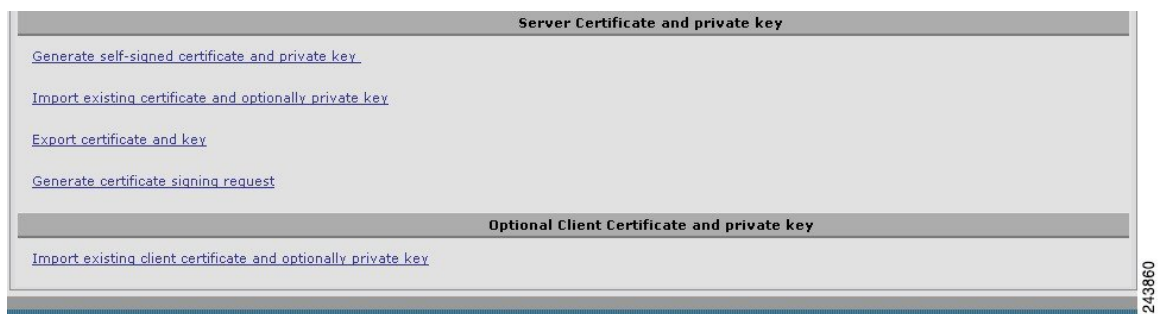 Server Certificate and private key
Generate self-signed certificate and private key
Import existing certificate and optionally private key
Export certificate and key
Generate certificate signing request
Optional Client Certificate and private key
Import existing client certificate and optionally private key
243860